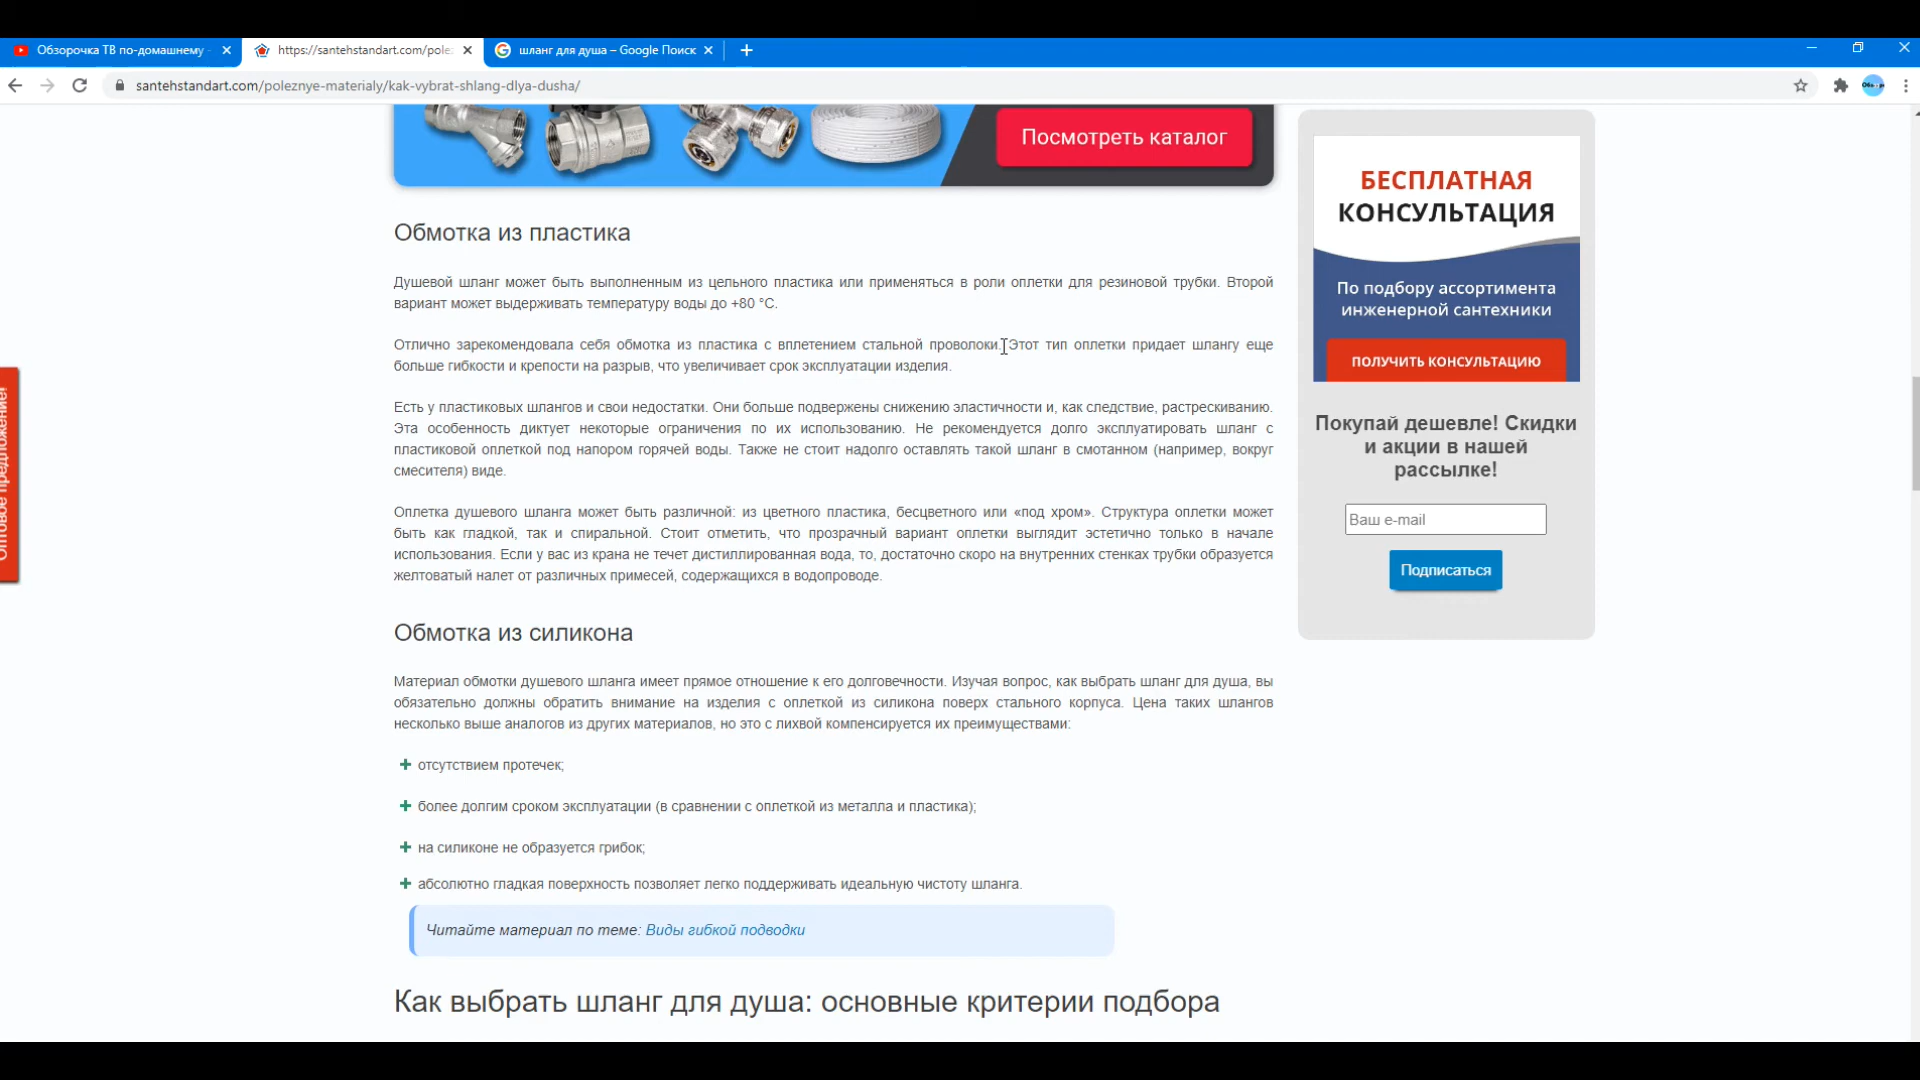 Обзорочка ТВ по-домашнему -
https://santehstandart.com/polez
шланг для душа – Google Поиск
santehstandart.com/poleznye-materialy/kak-vybrat-shlang-dlya-dusha/
Посмотреть каталог
Обмотка из пластика
Душевой шланг может быть выполненным из цельного пластика или применяться в роли оплетки для резиновой трубки. Второй
вариант может выдерживать температуру воды до +80 °C.
Отлично зарекомендовала себя обмотка из пластика с вплетением стальной проволоки. Этот тип оплетки придает шлангу еще
больше гибкости и крепости на разрыв, что увеличивает срок эксплуатации изделия.
Есть у пластиковых шлангов и свои недостатки. Они больше подвержены снижению эластичности и, как следствие, растрескиванию.
Эта особенность диктует некоторые ограничения по их использованию. Не рекомендуется долго эксплуатировать шланг с
пластиковой оплеткой под напором горячей воды. Также не стоит надолго оставлять такой шланг в смотанном (например, вокруг
смесителя) виде.
Оплетка душевого шланга может быть различной: из цветного пластика, бесцветного или «под хром». Структура оплетки может
быть как гладкой, так и спиральной. Стоит отметить, что прозрачный вариант оплетки выглядит эстетично только в начале
использования. Если у вас из крана не течет дистиллированная вода, то, достаточно скоро на внутренних стенках трубки образуется
желтоватый налет от различных примесей, содержащихся в водопроводе.
Обмотка из силикона
Материал обмотки душевого шланга имеет прямое отношение к его долговечности. Изучая вопрос, как выбрать шланг для душа, вы
обязательно должны обратить внимание на изделия с оплеткой из силикона поверх стального корпуса. Цена таких шлангов
несколько выше аналогов из других материалов, но это с лихвой компенсируется их преимуществами:
отсутствием протечек;
более долгим сроком эксплуатации (в сравнении с оплеткой из металла и пластика);
на силиконе не образуется грибок;
абсолютно гладкая поверхность позволяет легко поддерживать идеальную чистоту шланга.
Читайте материал по теме: Виды гибкой подводки
Как выбрать шланг для душа: основные критерии подбора
БЕСПЛАТНАЯ
КОНСУЛЬТАЦИЯ
По подбору ассортимента
инженерной сантехники
ПОЛУЧИТЬ КОНСУЛЬТАЦИЮ
Покупай дешевле! Скидки
и акции в нашей
рассылке!
Ваш e-mail
Подписаться
Оптовое предложение!